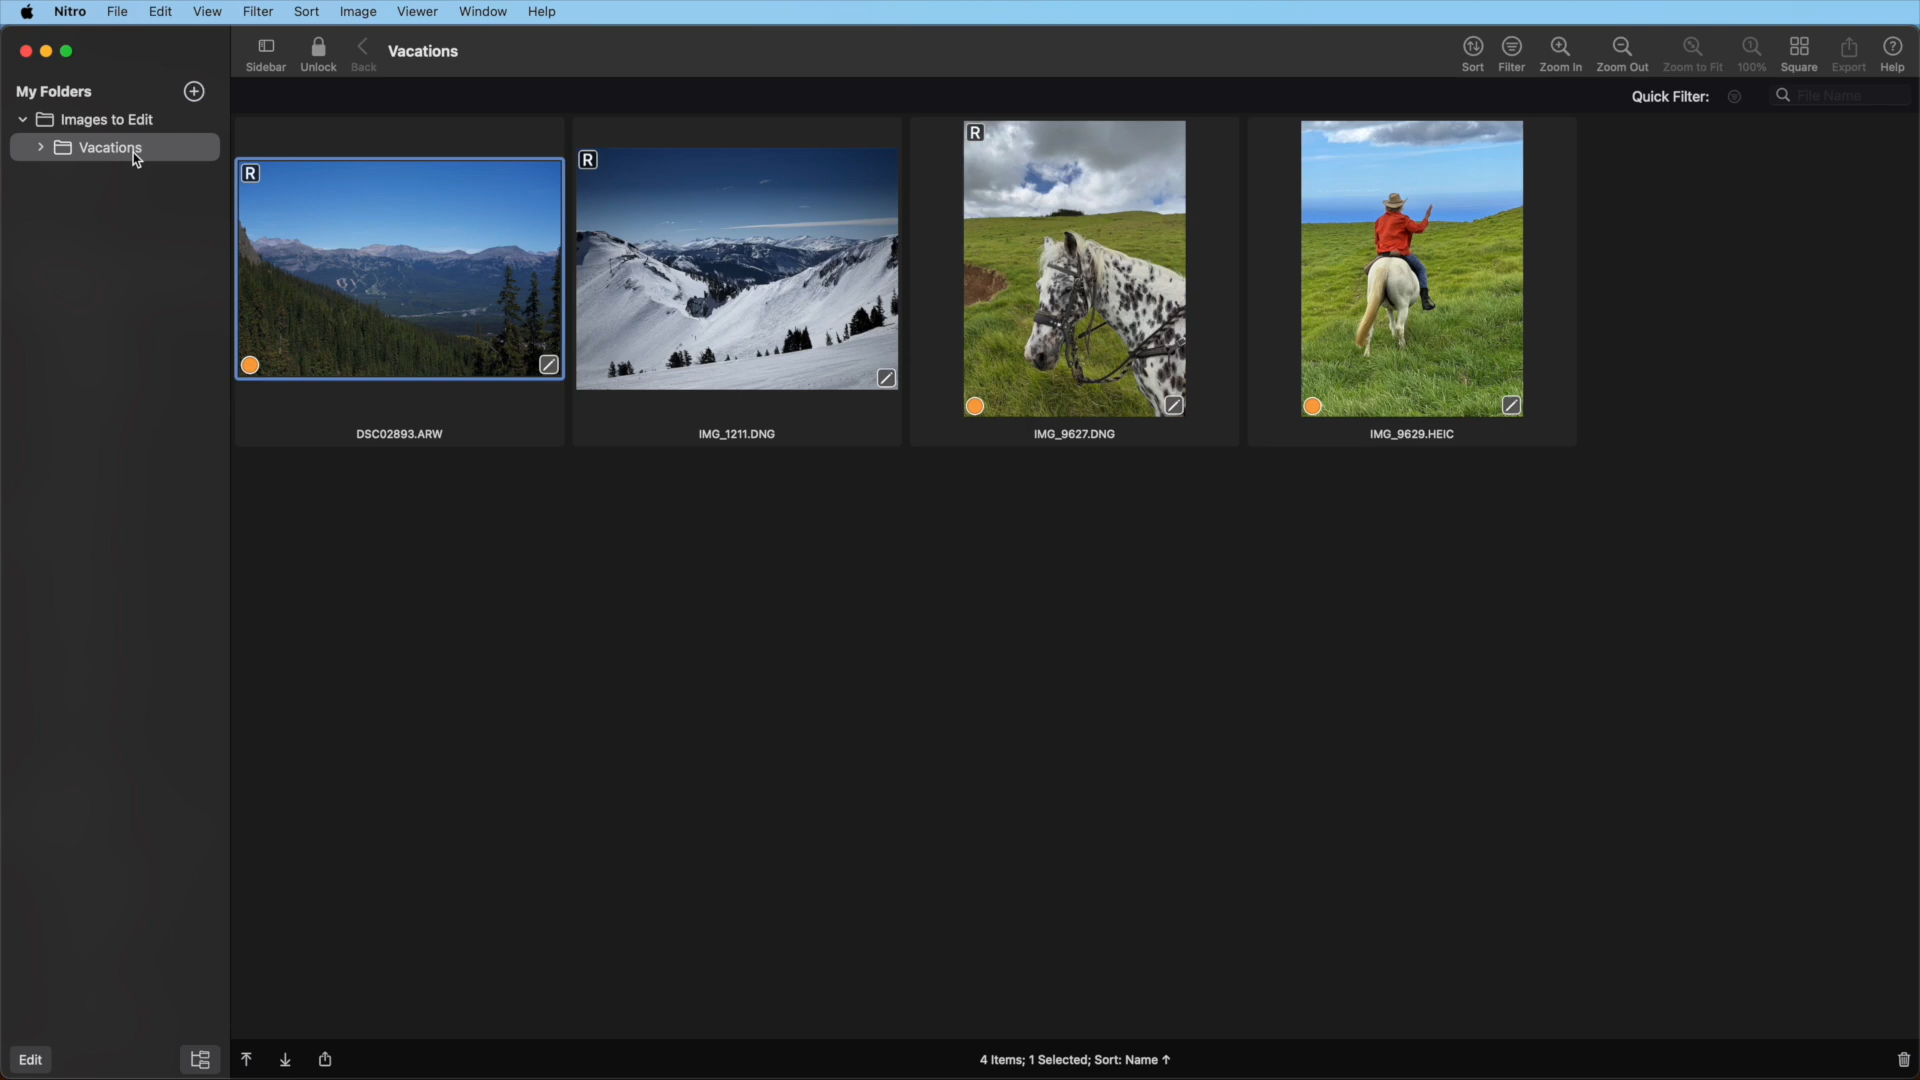 Nitro File Edit View Filter Sort Image Viewer Window Help
Sidebar Unlock Back Vacations Sort Filter Zoom In Zoom Out Zoom to Fit 100% Square Export Help
My Folders
Quick Filter: File Name
Images to Edit
Vacations
R R R
DSC02893.ARW IMG_1211.DNG IMG_9627.DNG IMG_9629.HEIC
Edit 4 Items; 1 Selected; Sort: Name ↑